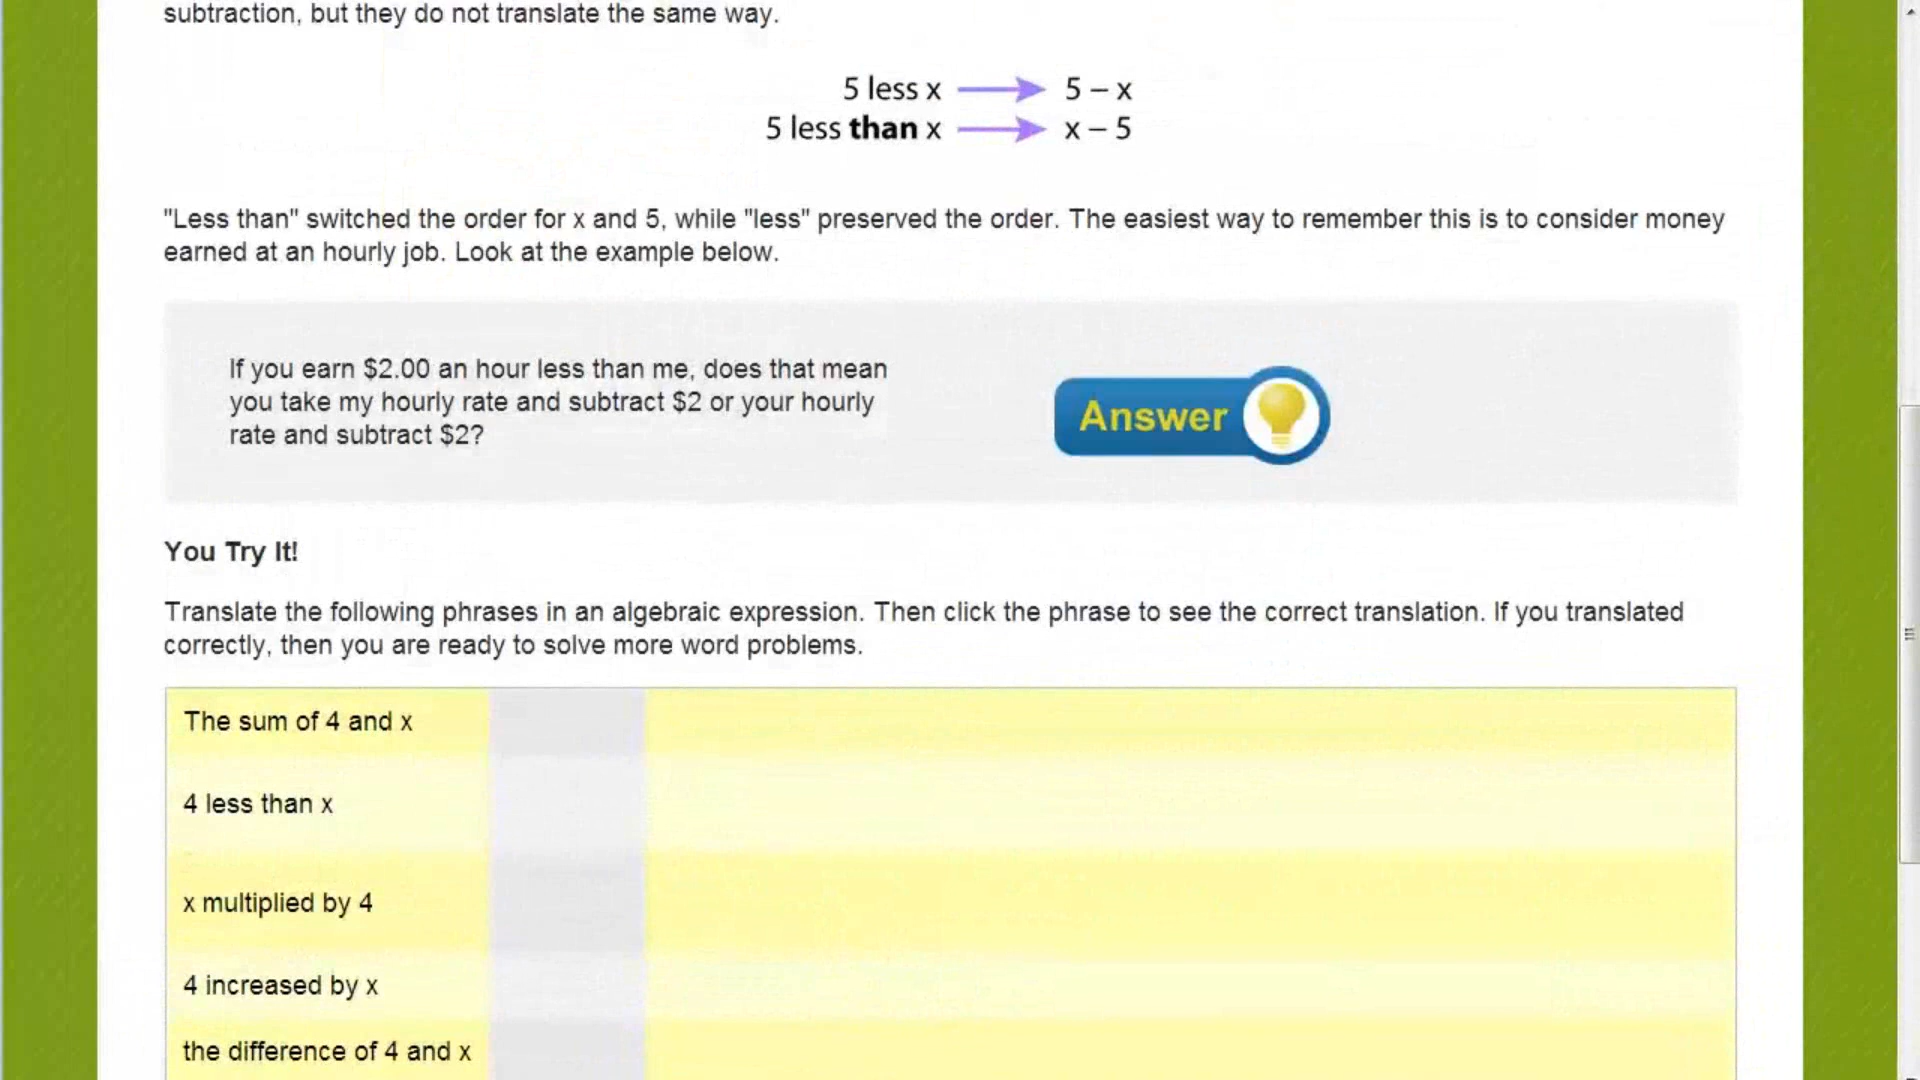 subtraction, but they do not translate the same way.
5 less x → 5 – x
5 less than x → x – 5
"Less than" switched the order for x and 5, while "less" preserved the order. The easiest way to remember this is to consider money
earned at an hourly job. Look at the example below.
If you earn $2.00 an hour less than me, does that mean
you take my hourly rate and subtract $2 or your hourly
rate and subtract $2?
Answer
You Try It!
Translate the following phrases in an algebraic expression. Then click the phrase to see the correct translation. If you translated
correctly, then you are ready to solve more word problems.
The sum of 4 and x
4 less than x
x multiplied by 4
4 increased by x
the difference of 4 and x